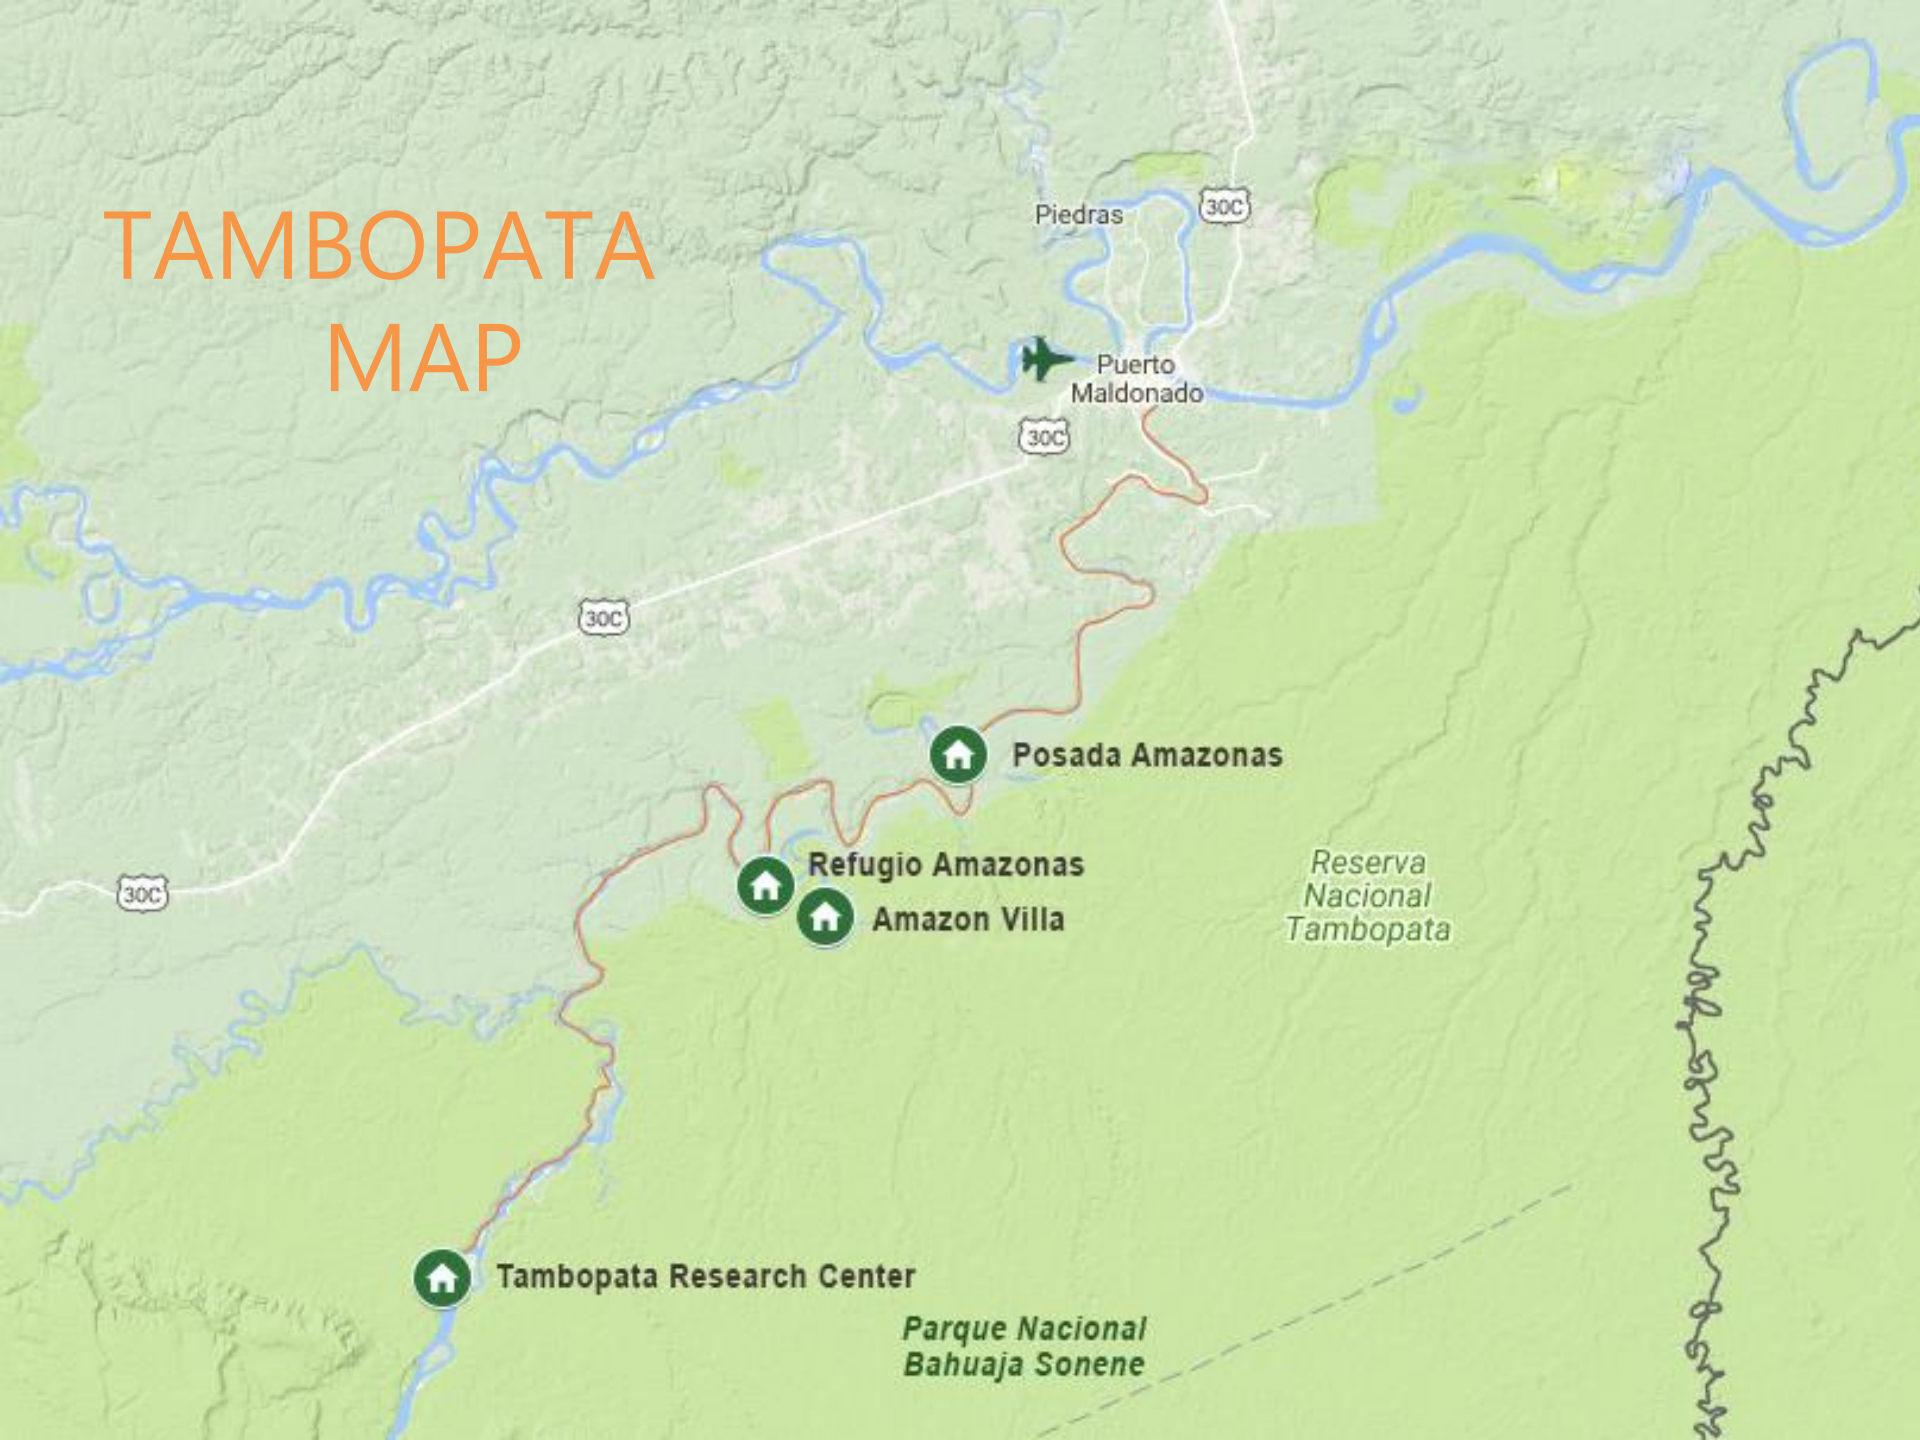 TAMBOPATA
MAP
Piedras
30C
Puerto
Maldonado
30C
30C
Posada Amazonas
Refugio Amazonas
Amazon Villa
30C
Reserva
Nacional
Tambopata
Tambopata Research Center
Parque Nacional
Bahuaja Sonene